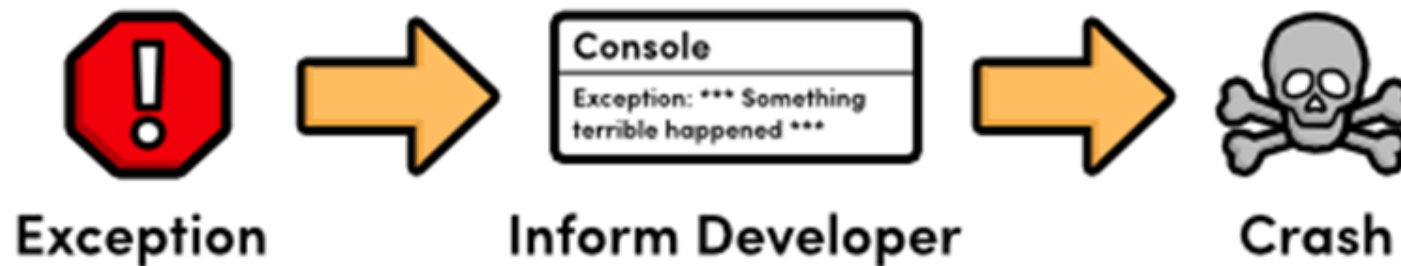 Console
Exception: *** Something
terrible happened ***
Exception
Inform Developer
Crash